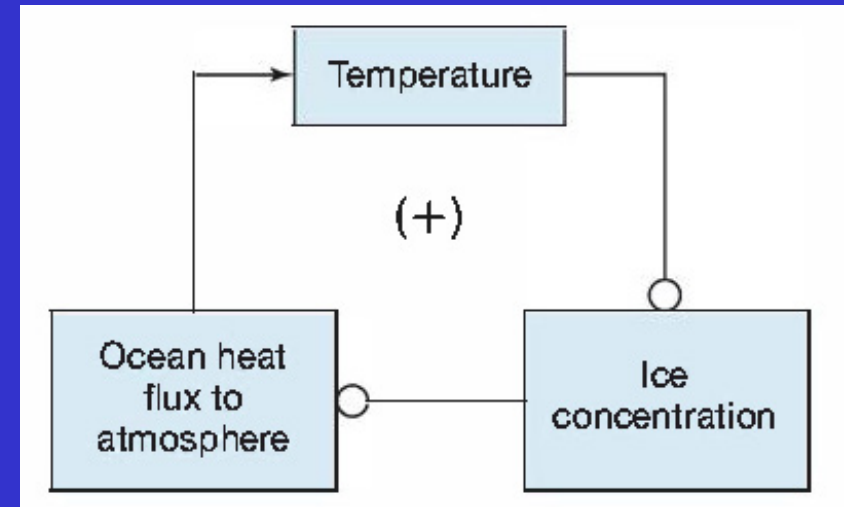 Temperature
(+)
Ocean heat
flux to
atmosphere
Ice
concentration